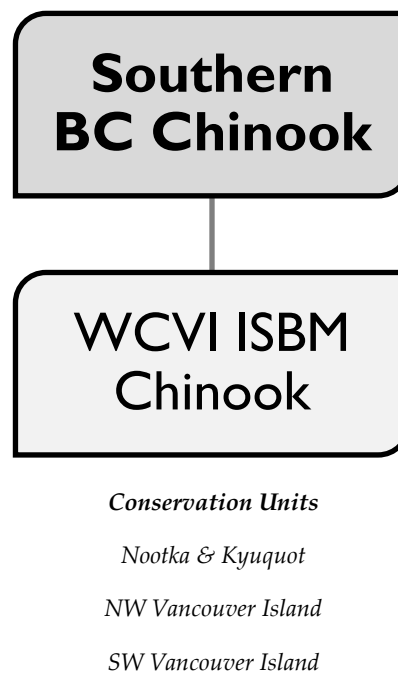 Southern
BC Chinook
WCVI ISBM
Chinook
Conservation Units
Nootka & Kyuquot
NW Vancouver Island
SW Vancouver Island